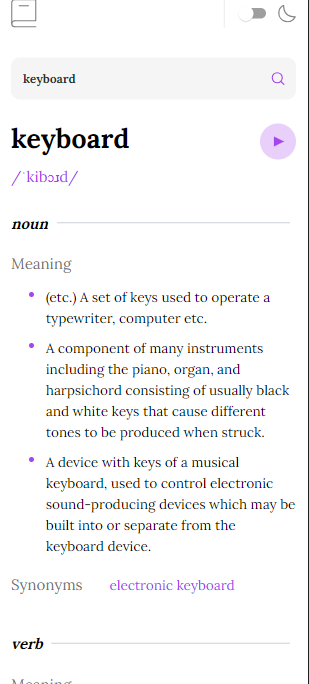 keyboard
keyboard
/ˈkibɔɹd/
noun
Meaning
(etc.) A set of keys used to operate a
typewriter, computer etc.
A component of many instruments
including the piano, organ, and
harpsichord consisting of usually black
and white keys that cause different
tones to be produced when struck.
A device with keys of a musical
keyboard, used to control electronic
sound-producing devices which may be
built into or separate from the
keyboard device.
Synonyms electronic keyboard
verb
Meaning